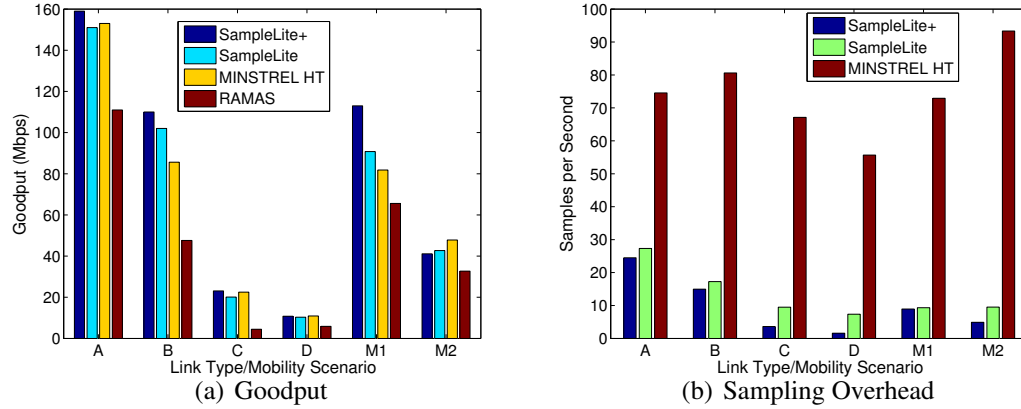 160
140
120
100
80
60
40
20
0
Goodput (Mbps)
SampleLite+
SampleLite
MINSTREL HT
RAMAS
A B C D M1 M2
Link Type/Mobility Scenario
(a) Goodput
100
90
80
70
60
50
40
30
20
10
0
Samples per Second
SampleLite+
SampleLite
MINSTREL HT
A B C D M1 M2
Link Type/Mobility Scenario
(b) Sampling Overhead